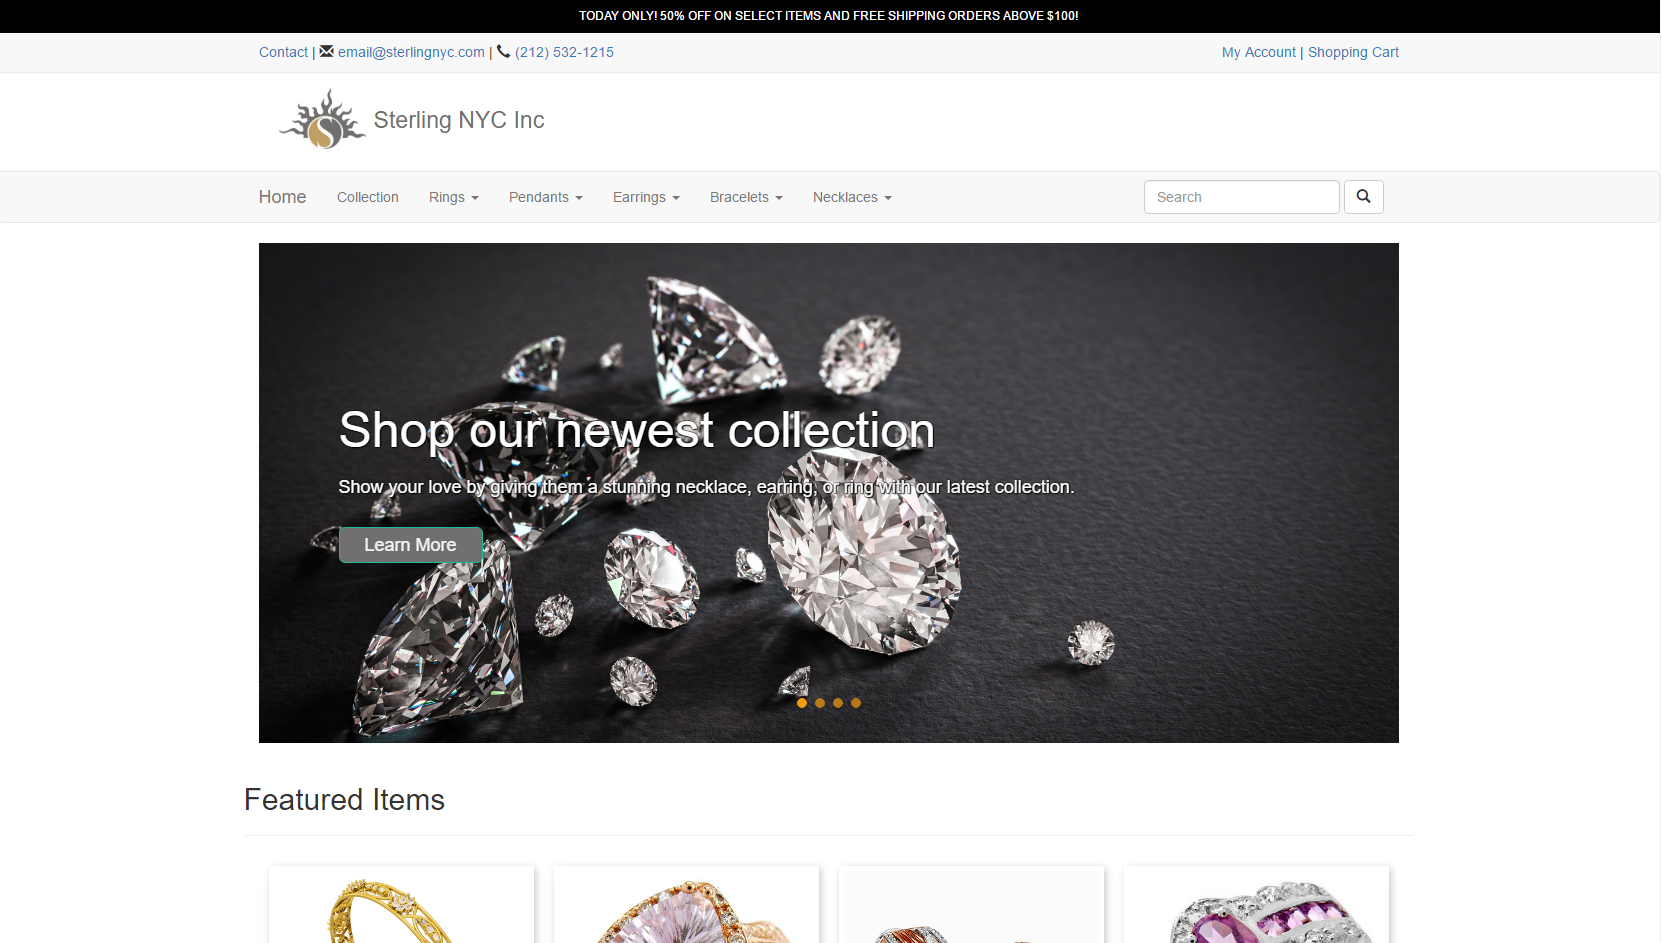 TODAY ONLY! 50% OFF ON SELECT ITEMS AND FREE SHIPPING ORDERS ABOVE $100!
Contact | email@sterlingnyc.com | (212) 532-1215
My Account | Shopping Cart
Sterling NYC Inc
Home Collection Rings Pendants Earrings Bracelets Necklaces Search
Shop our newest collection
Show your love by giving them a stunning necklace, earring, or ring with our latest collection.
Learn More
Featured Items